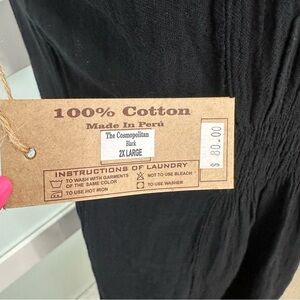 100% Cotton
Made In Perú
The Cosmopolitan
Black
2X LARGE
$ 80.00
INSTRUCTIONS OF LAUNDRY
TO WASH WITH GARMENTS
OF THE SAME COLOR
NOT TO USE BLEACH
TO USE HOT IRON
TO USE WASHER